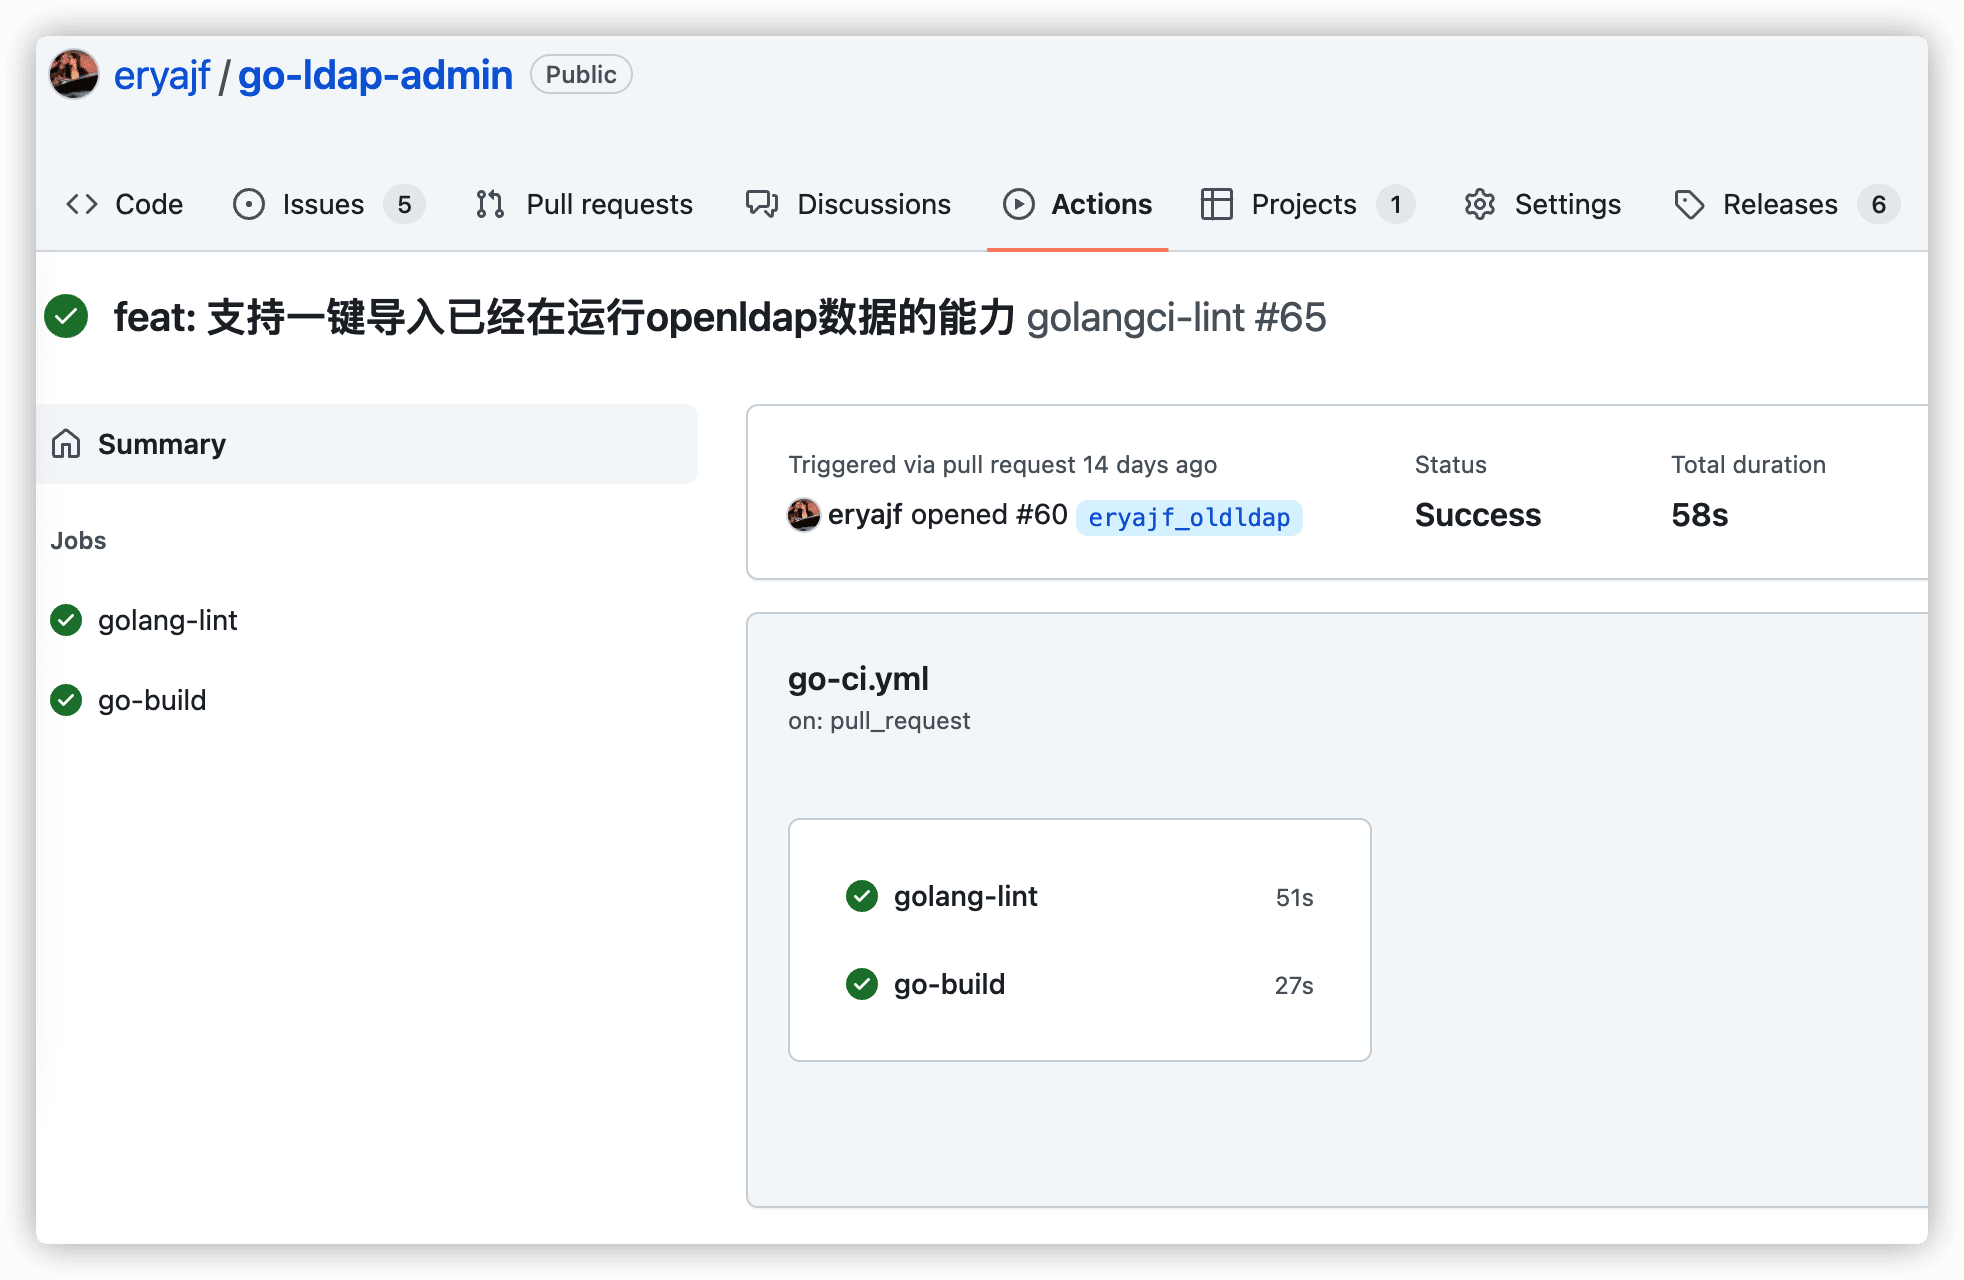 eryajf / go-ldap-admin Public
Code Issues 5 Pull requests Discussions Actions Projects 1 Settings Releases 6
feat: 支持一键导入已经在运行openldap数据的能力 golangci-lint #65
Summary
Jobs
golang-lint
go-build
Triggered via pull request 14 days ago
eryajf opened #60 eryajf_oldldap
Status
Success
Total duration
58s
go-ci.yml
on: pull_request
golang-lint 51s
go-build 27s